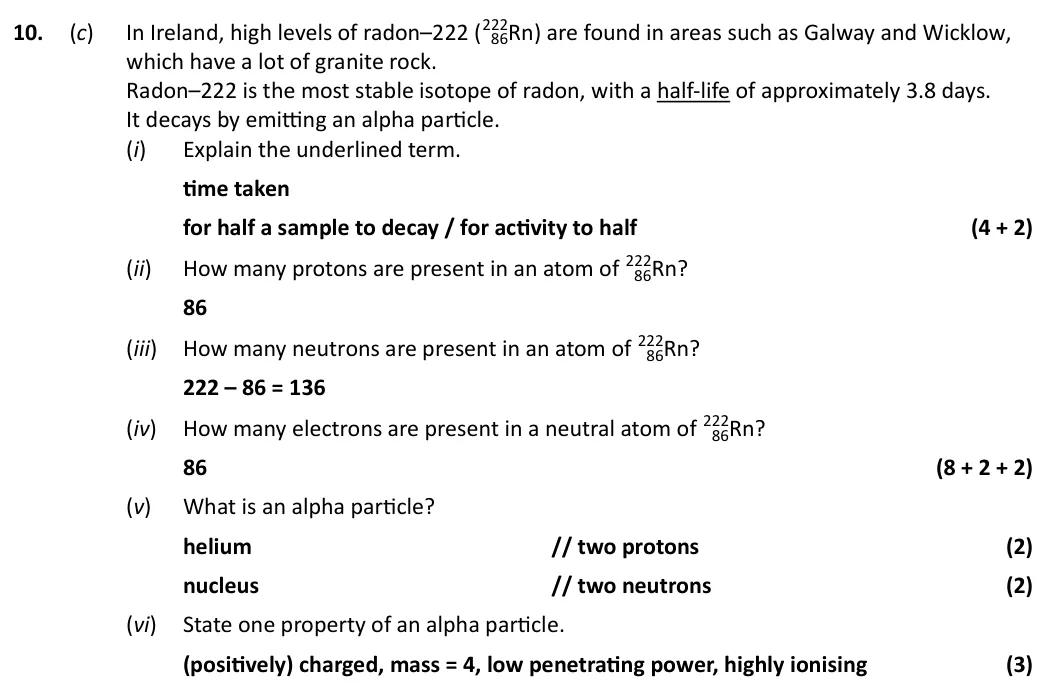 10. (c) In Ireland, high levels of radon–222 (²²²₈₆Rn) are found in areas such as Galway and Wicklow,
which have a lot of granite rock.
Radon–222 is the most stable isotope of radon, with a half-life of approximately 3.8 days.
It decays by emitting an alpha particle.
(i) Explain the underlined term.
time taken
for half a sample to decay / for activity to half (4 + 2)
(ii) How many protons are present in an atom of ²²²₈₆Rn?
86
(iii) How many neutrons are present in an atom of ²²²₈₆Rn?
222 – 86 = 136
(iv) How many electrons are present in a neutral atom of ²²²₈₆Rn?
86 (8 + 2 + 2)
(v) What is an alpha particle?
helium // two protons (2)
nucleus // two neutrons (2)
(vi) State one property of an alpha particle.
(positively) charged, mass = 4, low penetrating power, highly ionising (3)